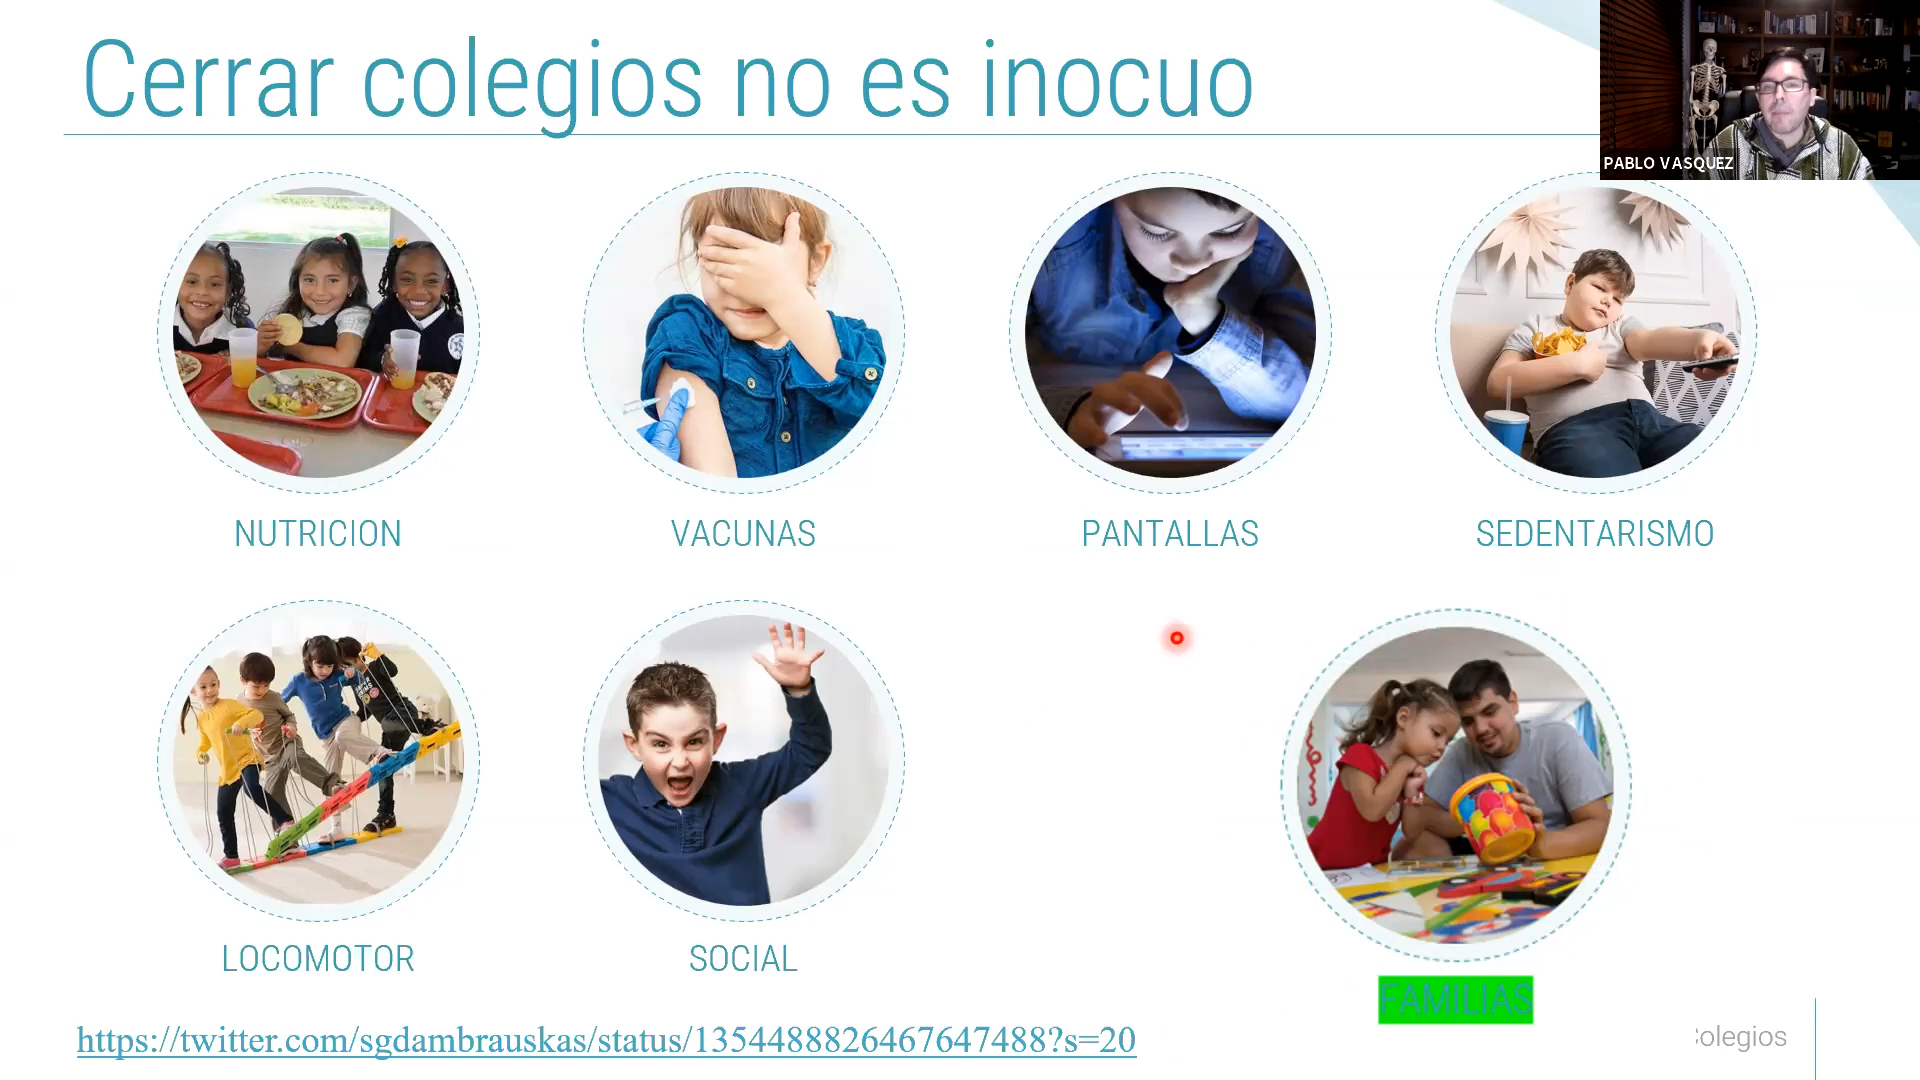 Cerrar colegios no es inocuo
PABLO VASQUEZ
NUTRICION
VACUNAS
PANTALLAS
SEDENTARISMO
LOCOMOTOR
SOCIAL
FAMILIAS
https://twitter.com/sgdambrauskas/status/1354488826467647488?s=20
olegios